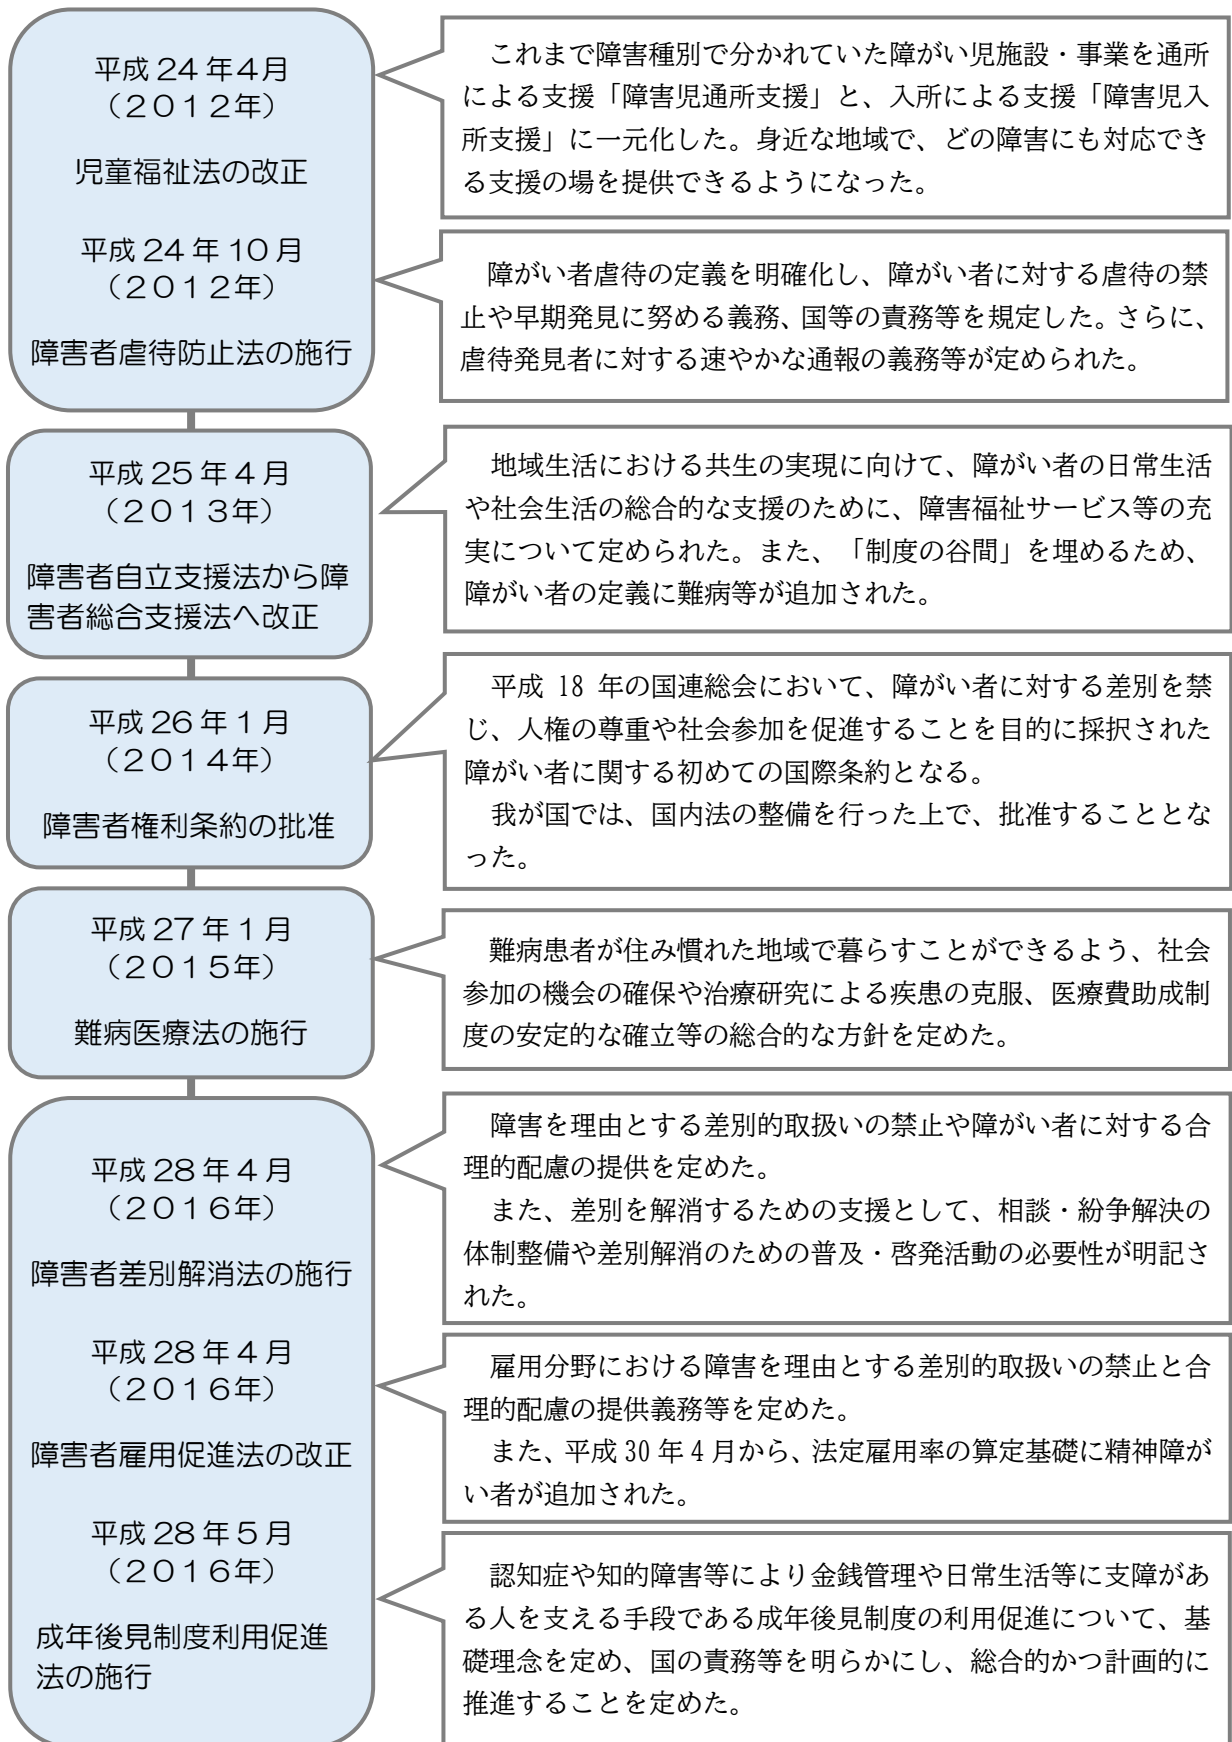 平成24年4月
（２０１２年）
児童福祉法の改正
これまで障害種別で分かれていた障がい児施設・事業を通所
による支援「障害児通所支援」と、入所による支援「障害児入
所支援」に一元化した。身近な地域で、どの障害にも対応でき
る支援の場を提供できるようになった。
平成24年10月
（２０１２年）
障害者虐待防止法の施行
障がい者虐待の定義を明確化し、障がい者に対する虐待の禁
止や早期発見に努める義務、国等の責務等を規定した。さらに、
虐待発見者に対する速やかな通報の義務等が定められた。
平成25年4月
（２０１３年）
障害者自立支援法から障
害者総合支援法へ改正
地域生活における共生の実現に向けて、障がい者の日常生活
や社会生活の総合的な支援のために、障害福祉サービス等の充
実について定められた。また、「制度の谷間」を埋めるため、
障がい者の定義に難病等が追加された。
平成26年1月
（２０１４年）
障害者権利条約の批准
平成 18 年の国連総会において、障がい者に対する差別を禁
じ、人権の尊重や社会参加を促進することを目的に採択された
障がい者に関する初めての国際条約となる。
我が国では、国内法の整備を行った上で、批准することとな
った。
平成27年1月
（２０１５年）
難病医療法の施行
難病患者が住み慣れた地域で暮らすことができるよう、社会
参加の機会の確保や治療研究による疾患の克服、医療費助成制
度の安定的な確立等の総合的な方針を定めた。
平成28年4月
（２０１６年）
障害者差別解消法の施行
障害を理由とする差別的取扱いの禁止や障がい者に対する合
理的配慮の提供を定めた。
また、差別を解消するための支援として、相談・紛争解決の
体制整備や差別解消のための普及・啓発活動の必要性が明記さ
れた。
平成28年4月
（２０１６年）
障害者雇用促進法の改正
雇用分野における障害を理由とする差別的取扱いの禁止と合
理的配慮の提供義務等を定めた。
また、平成30年4月から、法定雇用率の算定基礎に精神障が
い者が追加された。
平成28年5月
（２０１６年）
成年後見制度利用促進
法の施行
認知症や知的障害等により金銭管理や日常生活等に支障があ
る人を支える手段である成年後見制度の利用促進について、基
礎理念を定め、国の責務等を明らかにし、総合的かつ計画的に
推進することを定めた。